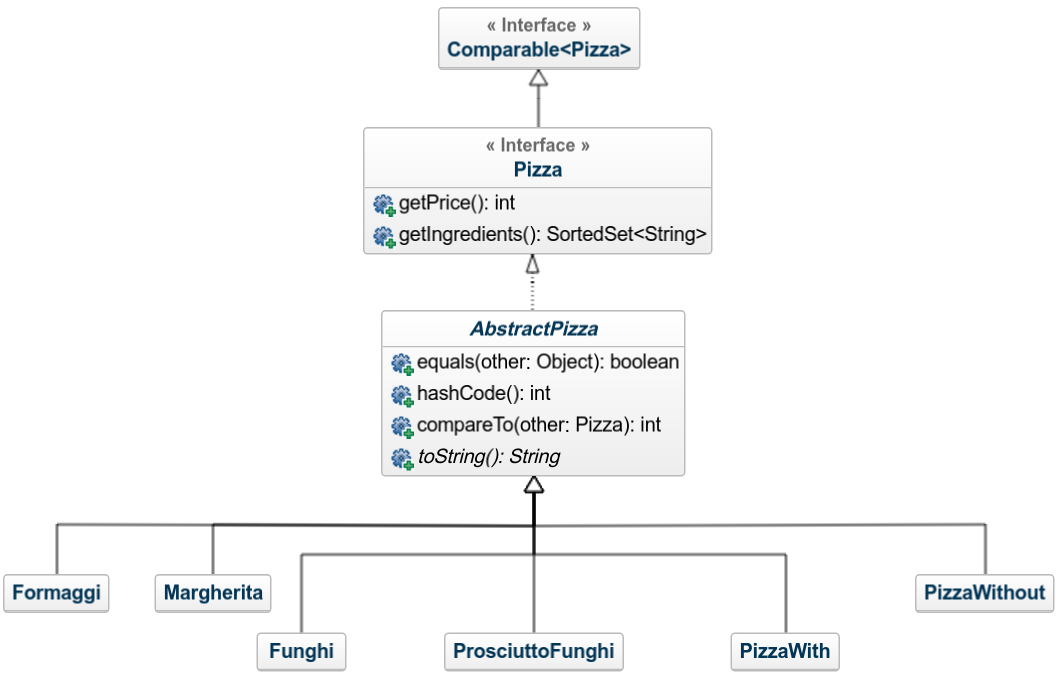 « Interface »
Comparable<Pizza>
« Interface »
Pizza
getPrice(): int
getIngredients(): SortedSet<String>
AbstractPizza
equals(other: Object): boolean
hashCode(): int
compareTo(other: Pizza): int
toString(): String
Formaggi
Margherita
PizzaWithout
Funghi
ProsciuttoFunghi
PizzaWith